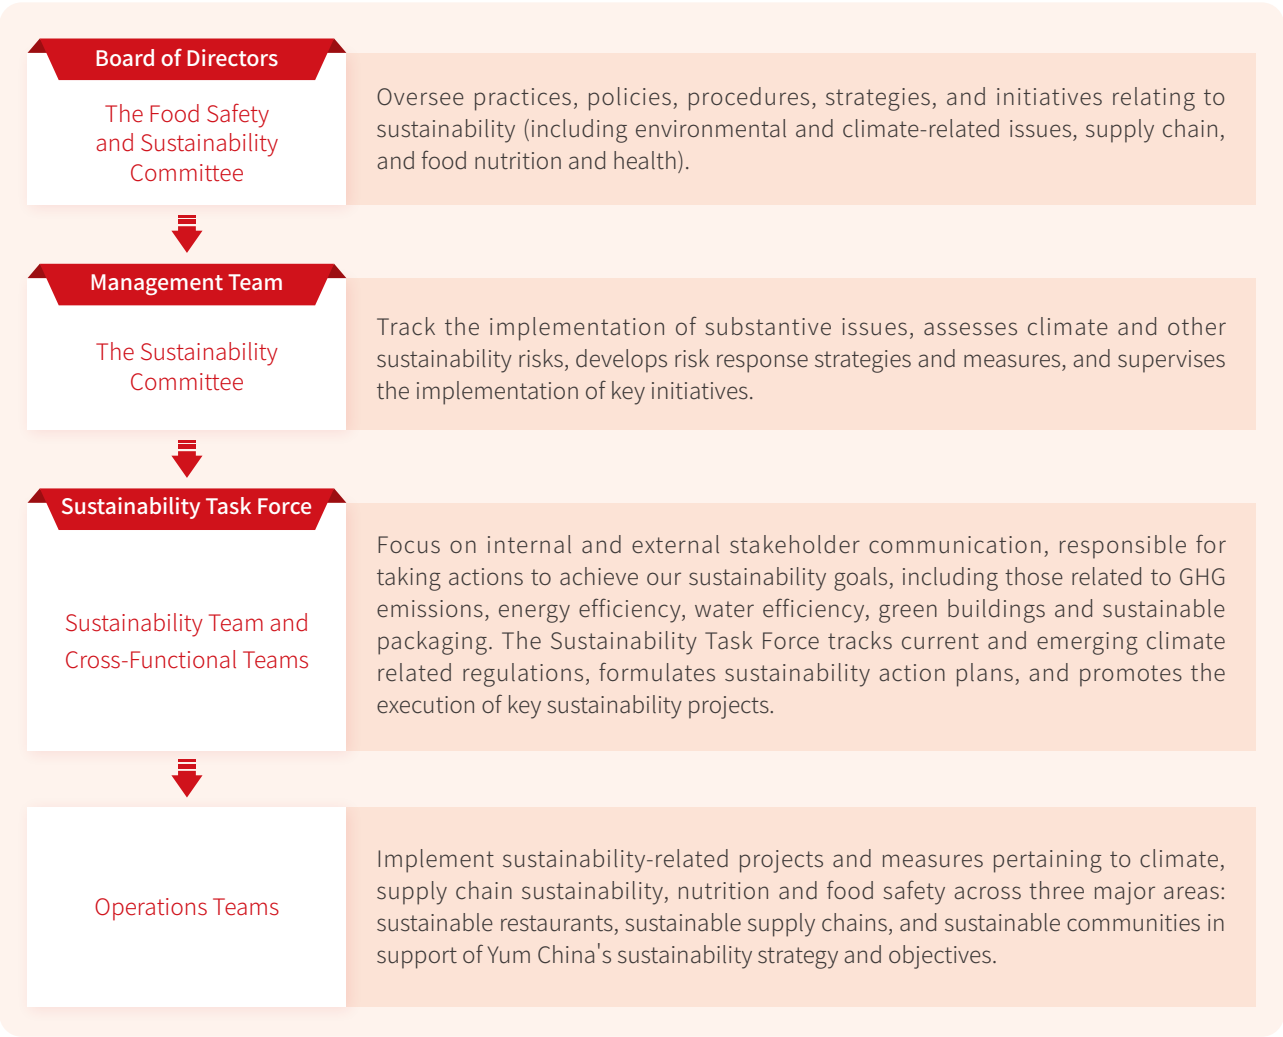 Board of Directors
The Food Safety
and Sustainability
Committee
Oversee practices, policies, procedures, strategies, and initiatives relating to
sustainability (including environmental and climate-related issues, supply chain,
and food nutrition and health).
Management Team
The Sustainability
Committee
Track the implementation of substantive issues, assesses climate and other
sustainability risks, develops risk response strategies and measures, and supervises
the implementation of key initiatives.
Sustainability Task Force
Sustainability Team and
Cross-Functional Teams
Focus on internal and external stakeholder communication, responsible for
taking actions to achieve our sustainability goals, including those related to GHG
emissions, energy efficiency, water efficiency, green buildings and sustainable
packaging. The Sustainability Task Force tracks current and emerging climate
related regulations, formulates sustainability action plans, and promotes the
execution of key sustainability projects.
Operations Teams
Implement sustainability-related projects and measures pertaining to climate,
supply chain sustainability, nutrition and food safety across three major areas:
sustainable restaurants, sustainable supply chains, and sustainable communities in
support of Yum China's sustainability strategy and objectives.